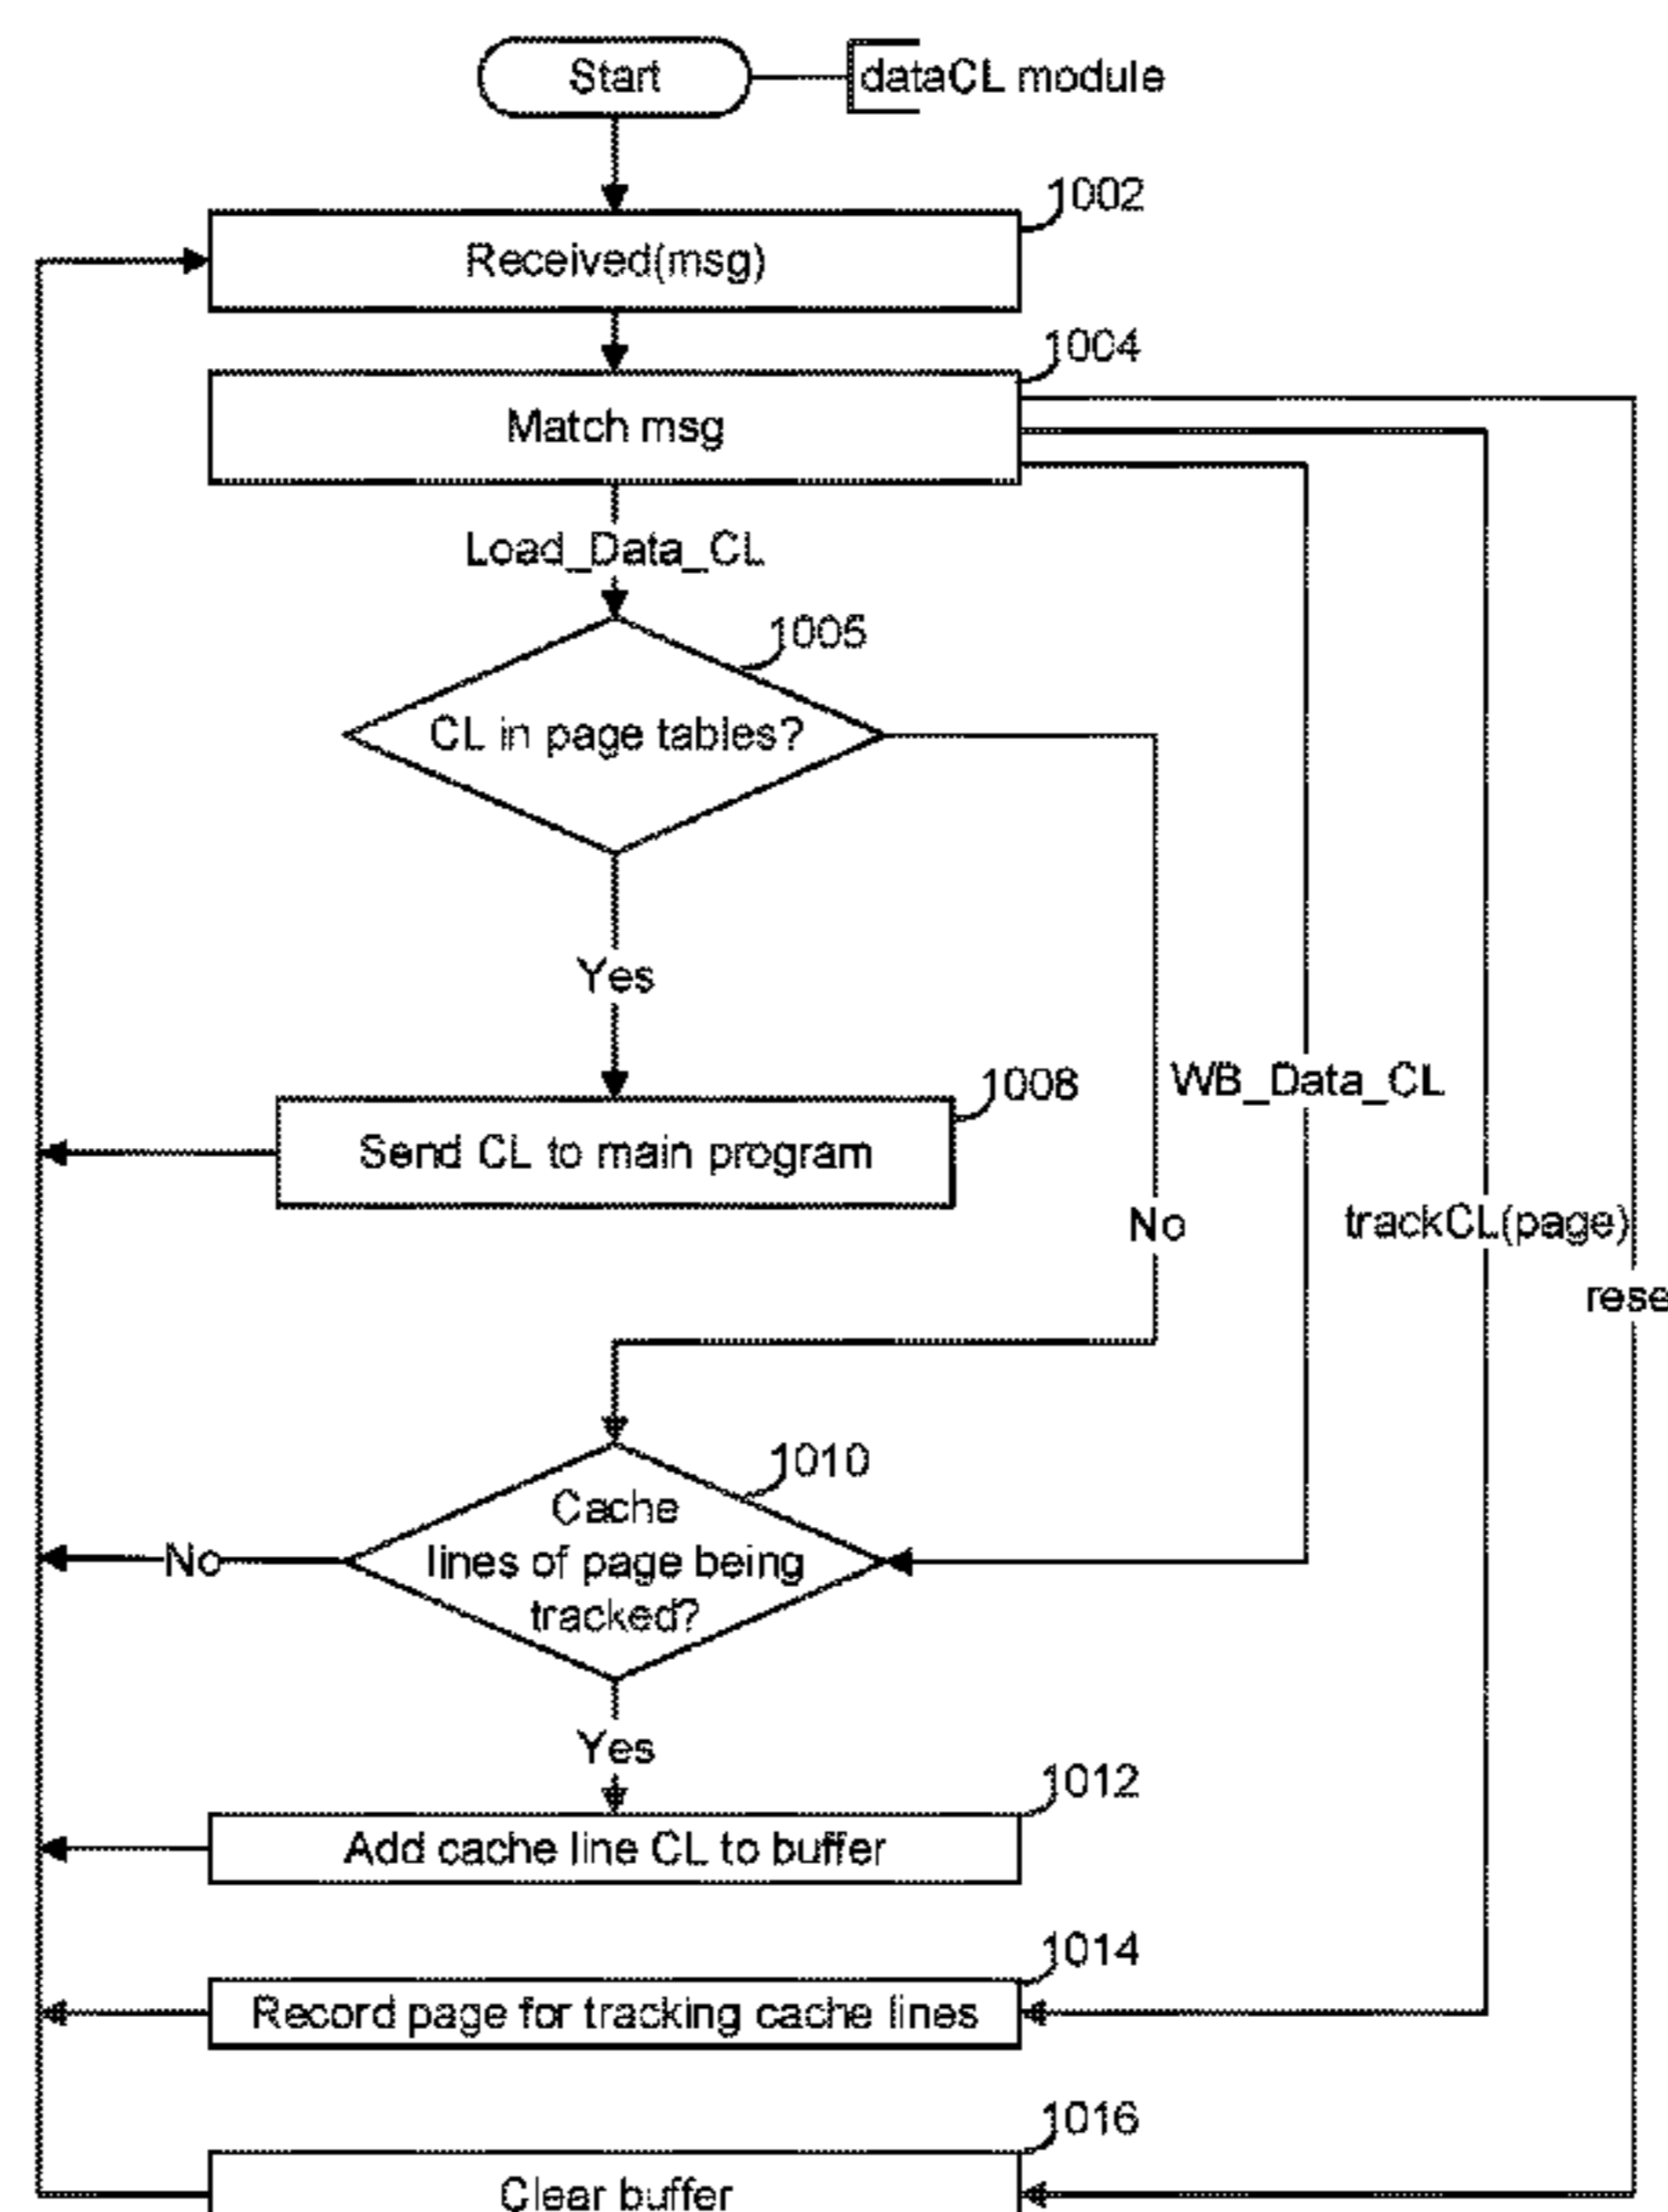 Start
dataCL module
1002
Received(msg)
1004
Match msg
Load_Data_CL
1005
CL in page tables?
Yes
1008
WB_Data_CL
Send CL to main program
No
trackCL(page)
rese
1010
Cache
lines of page being
tracked?
No
Yes
1012
Add cache line CL to buffer
1014
Record page for tracking cache lines
1016
Clear buffer